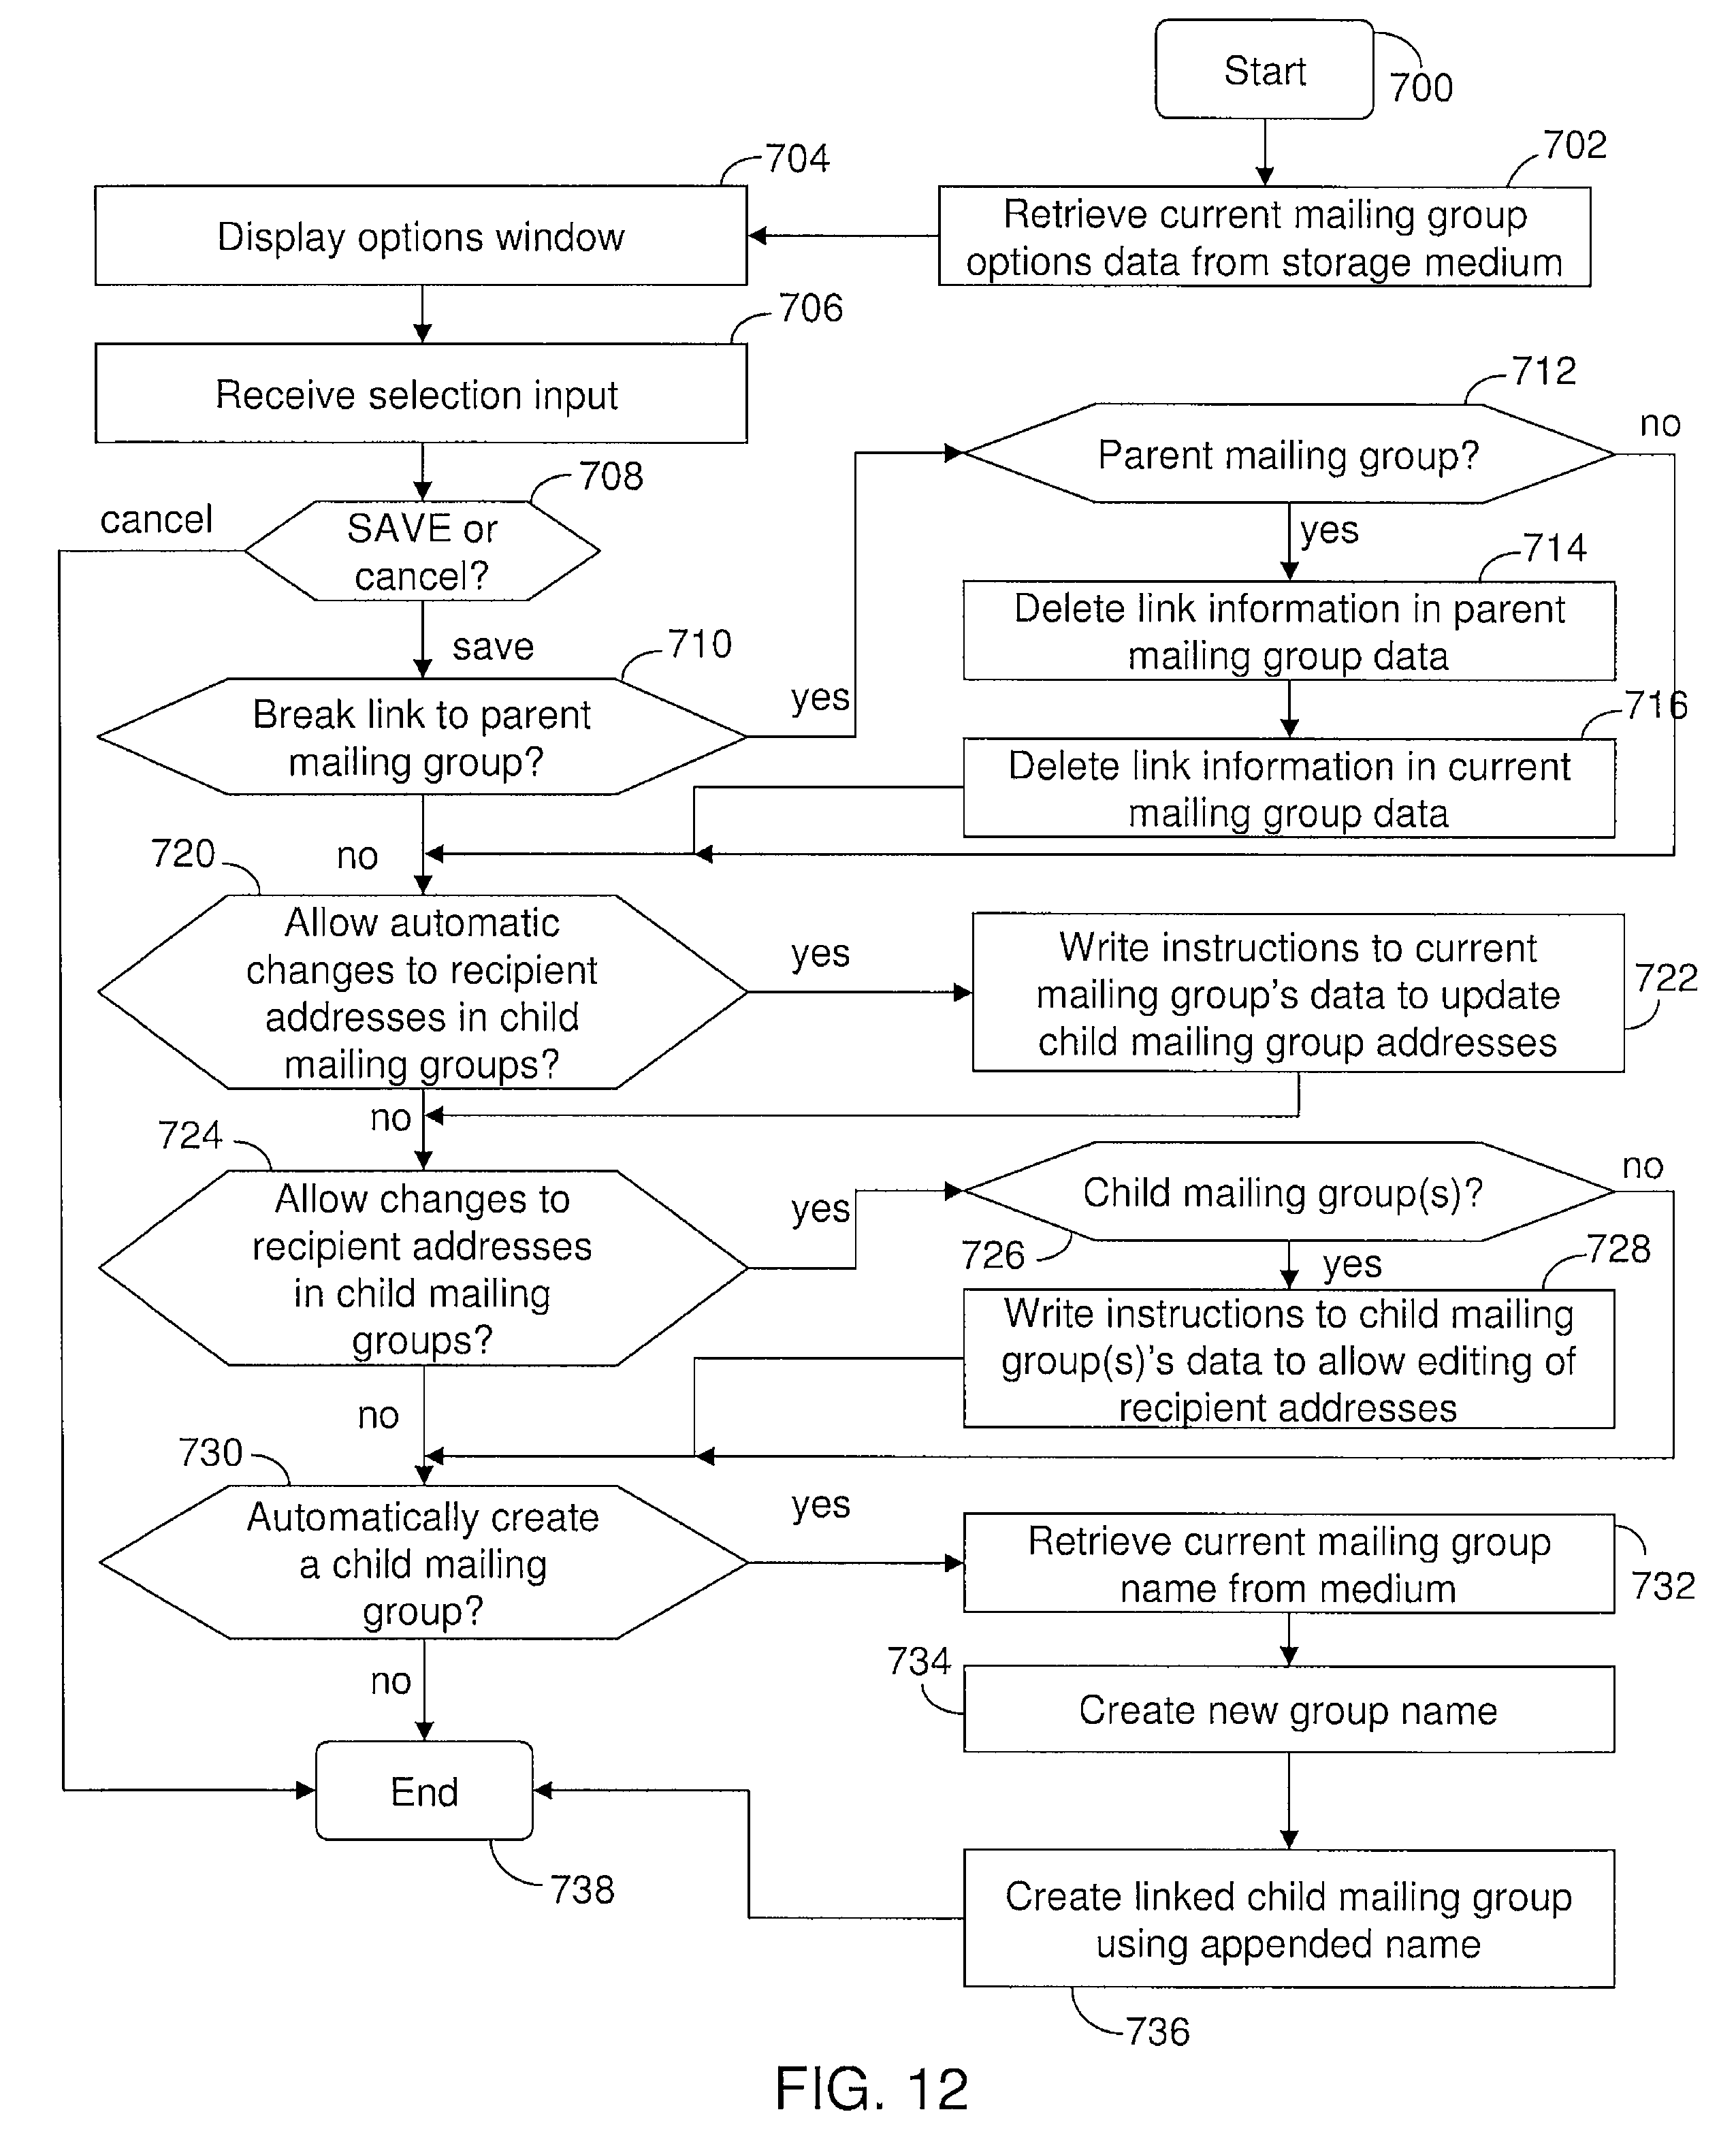 Start
700
702
Retrieve current mailing group
options data from storage medium
704
Display options window
706
Receive selection input
708
SAVE or
cancel?
cancel
save
710
Break link to parent
mailing group?
yes
no
712
Parent mailing group?
no
yes
714
Delete link information in parent
mailing group data
716
Delete link information in current
mailing group data
720
Allow automatic
changes to recipient
addresses in child
mailing groups?
yes
no
722
Write instructions to current
mailing group's data to update
child mailing group addresses
724
Allow changes to
recipient addresses
in child mailing
groups?
yes
no
726
Child mailing group(s)?
no
yes
728
Write instructions to child mailing
group(s)'s data to allow editing of
recipient addresses
730
Automatically create
a child mailing
group?
yes
no
732
Retrieve current mailing group
name from medium
734
Create new group name
736
Create linked child mailing group
using appended name
End
738
FIG. 12